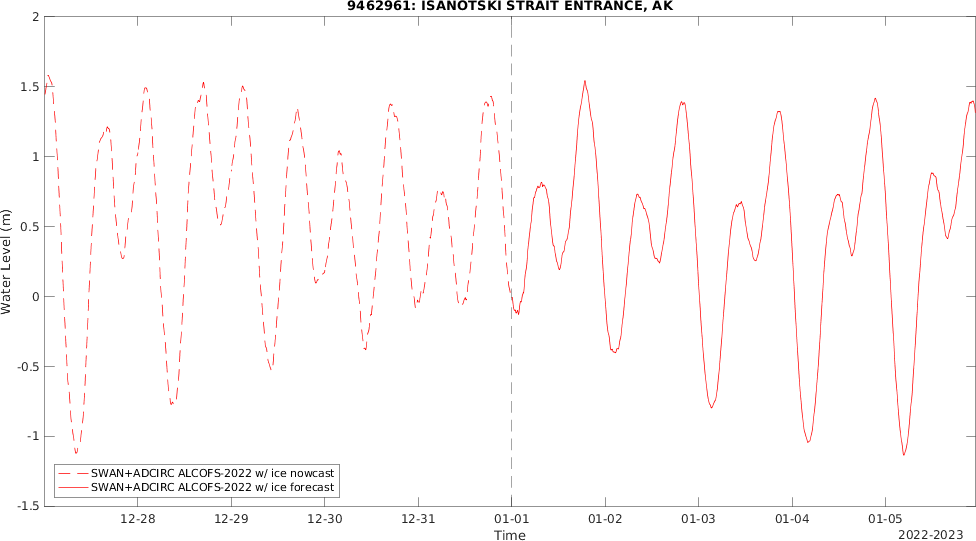 9462961: ISANOTSKI STRAIT ENTRANCE, AK
2
1.5
1
0.5
0
-0.5
-1
-1.5
Water Level (m)
SWAN+ADCIRC ALCOFS-2022 w/ ice nowcast
SWAN+ADCIRC ALCOFS-2022 w/ ice forecast
12-28 12-29 12-30 12-31 01-01 01-02 01-03 01-04 01-05
Time
2022-2023